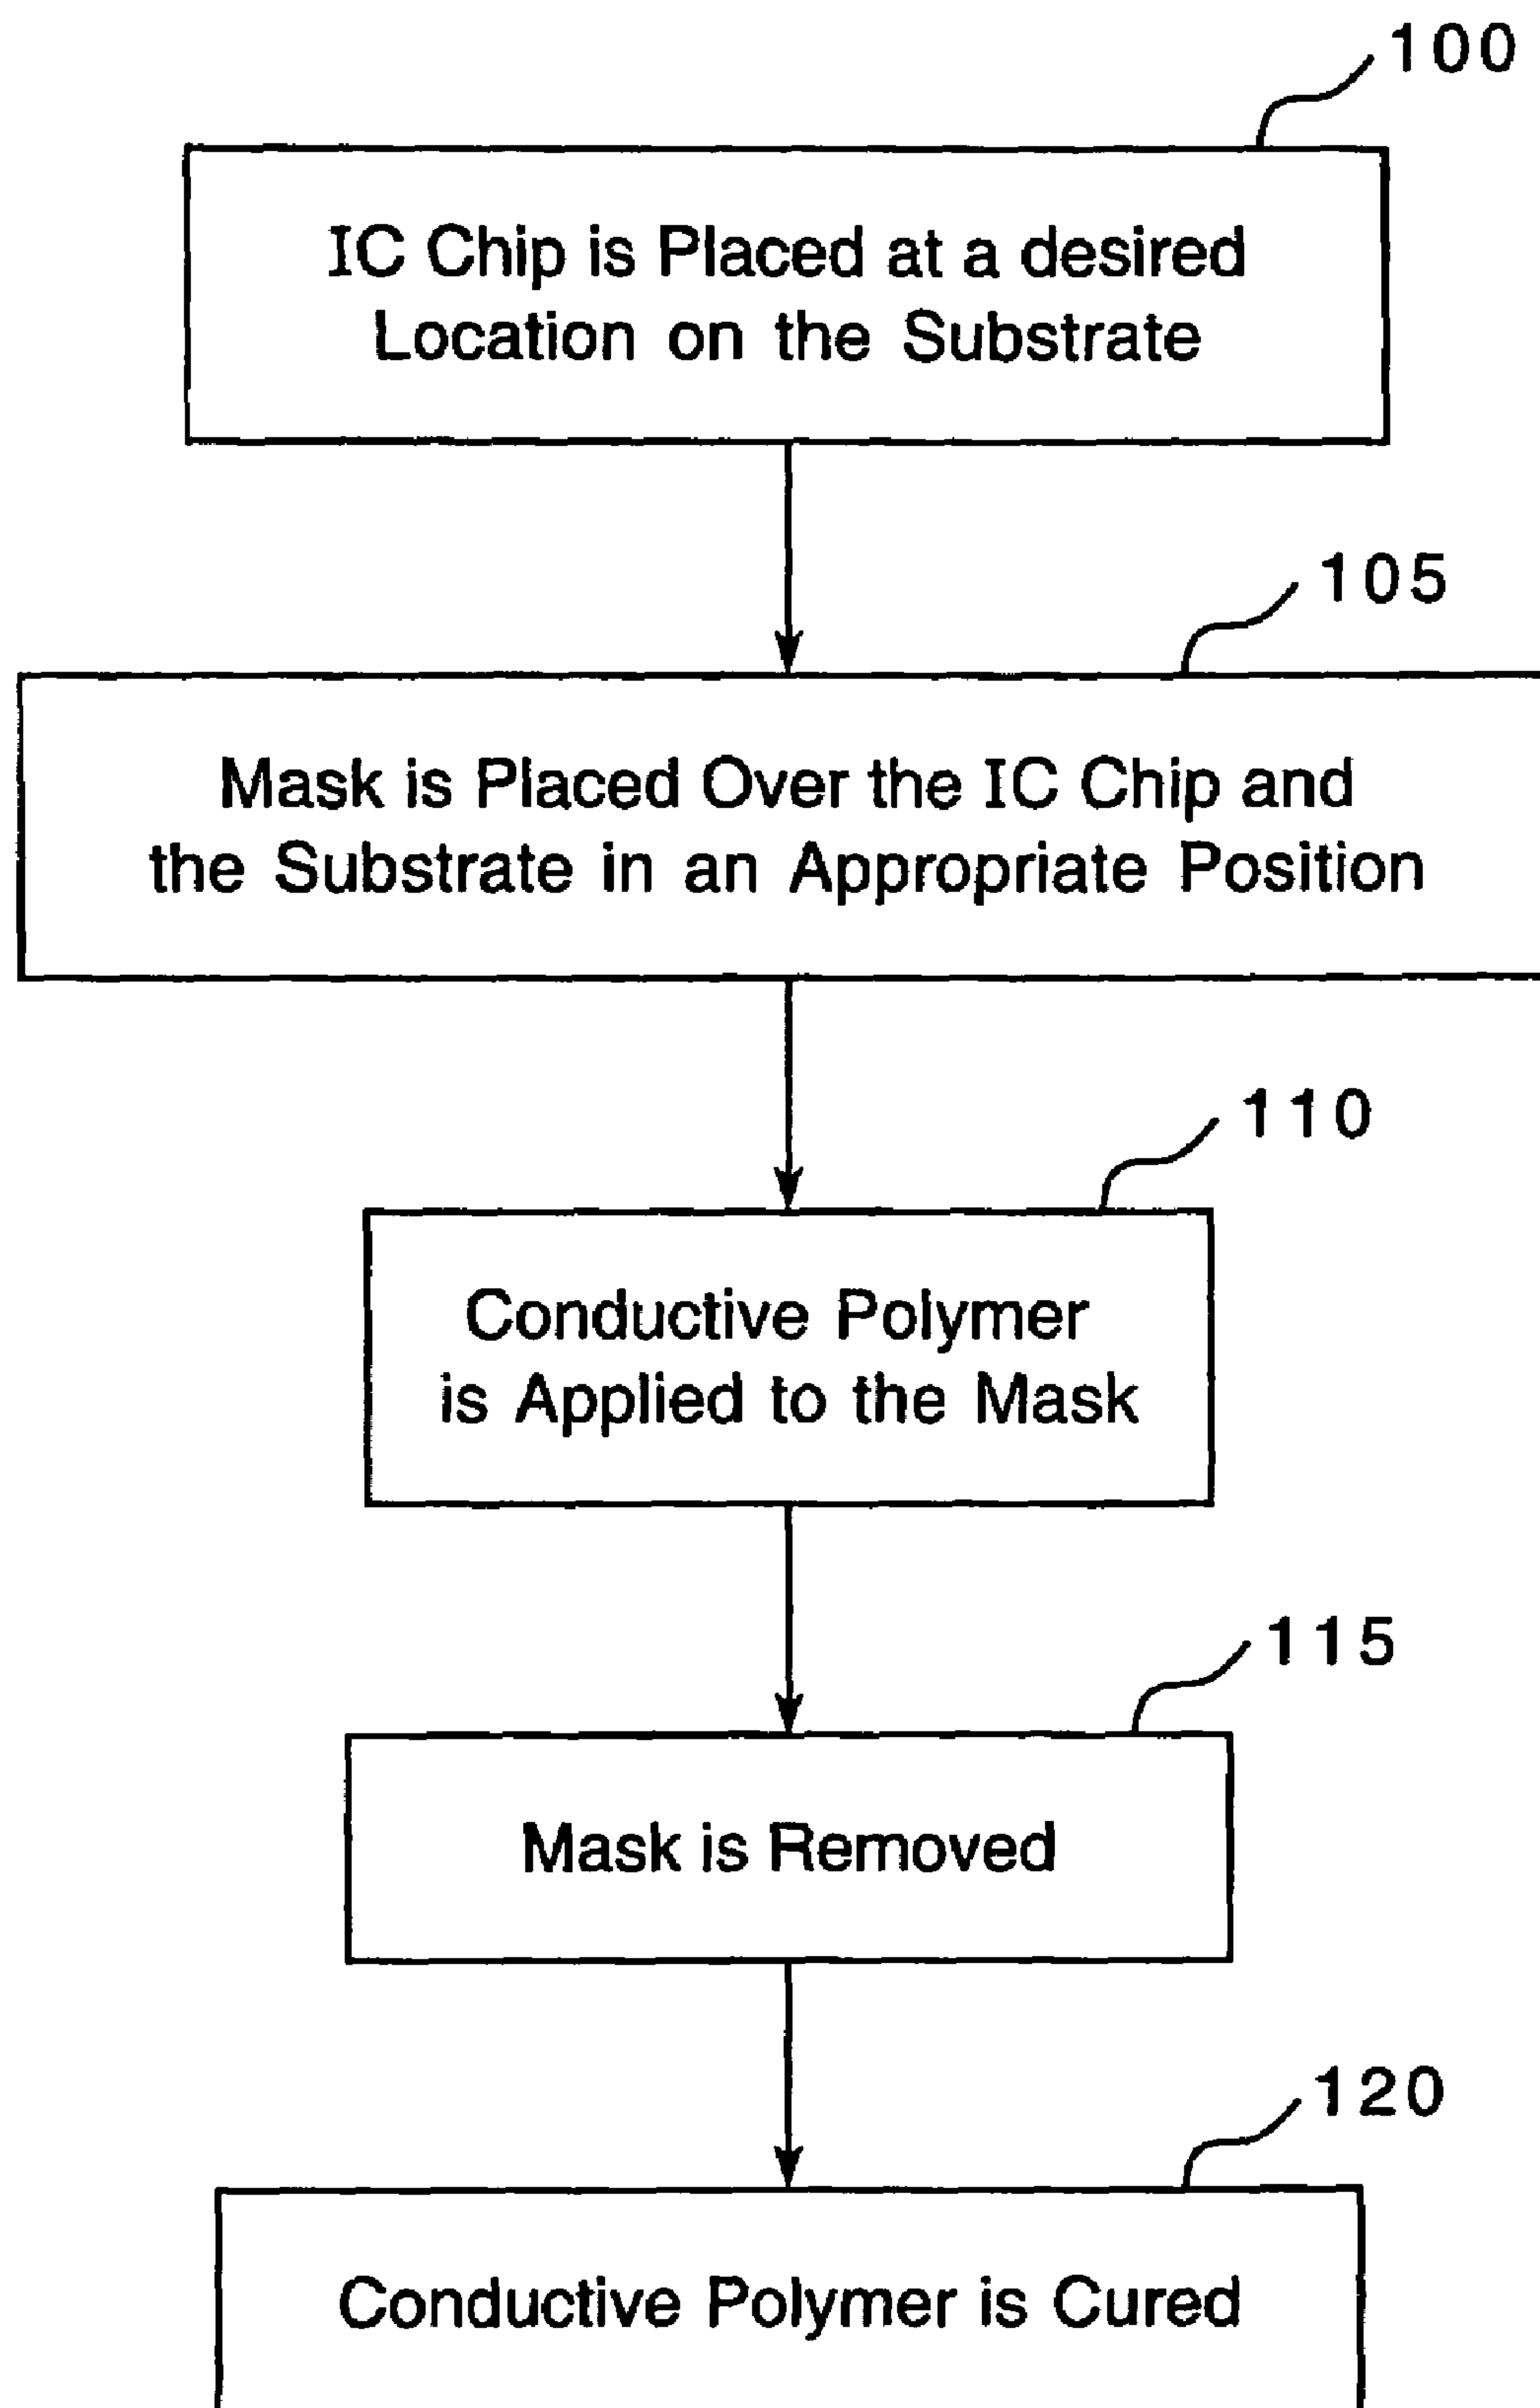 100
IC Chip is Placed at a desired
Location on the Substrate
105
Mask is Placed Over the IC Chip and
the Substrate in an Appropriate Position
110
Conductive Polymer
is Applied to the Mask
115
Mask is Removed
120
Conductive Polymer is Cured